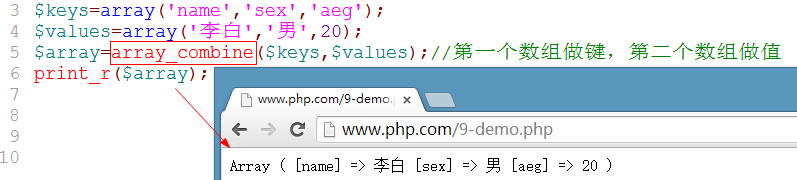 3 $keys=array('name','sex','aeg');
4 $values=array('李白','男',20);
5 $array=array_combine($keys,$values);//第一个数组做键，第二个数组做值
6 print_r($array);
7
8
9
10
www.php.com/9-demo.p
www.php.com/9-demo.php
Array ( [name] => 李白 [sex] => 男 [aeg] => 20 )